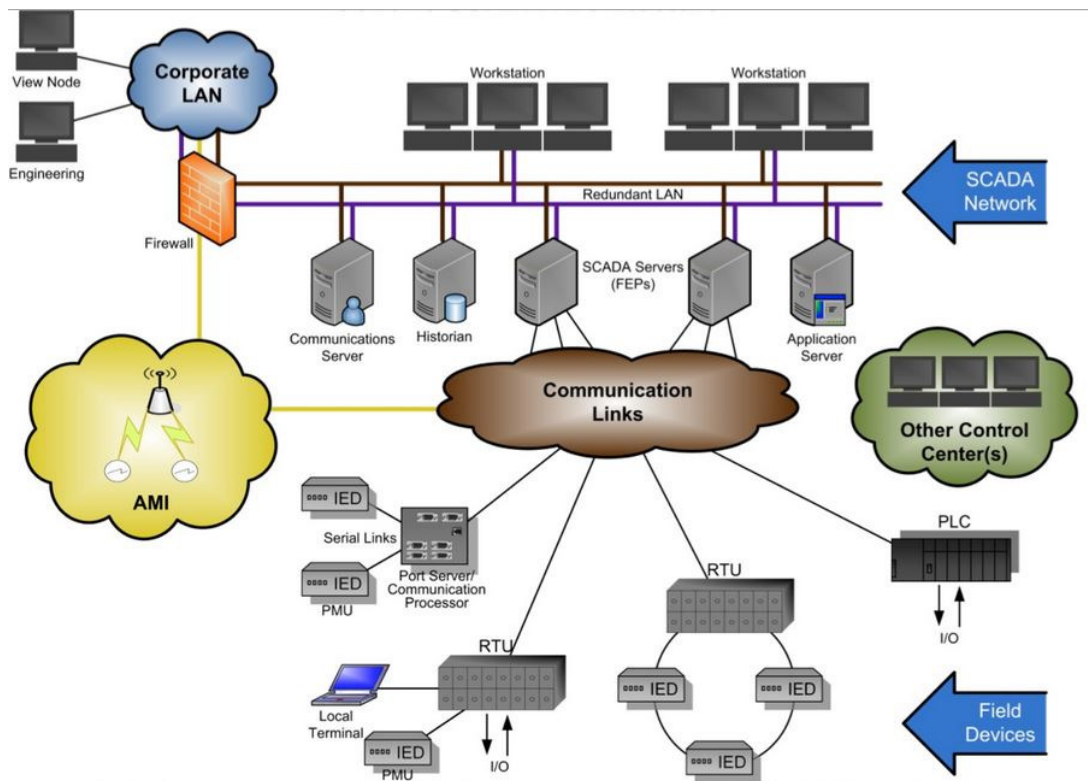 View Node
Corporate
LAN
Engineering
Workstation
Workstation
Redundant LAN
SCADA
Network
Firewall
SCADA Servers
(FEPs)
Communications
Server
Historian
Application
Server
Communication
Links
Other Control
Center(s)
AMI
IED
Serial Links
IED
PMU
Port Server/
Communication
Processor
PLC
I/O
RTU
RTU
IED
IED
IED
Local
Terminal
IED
PMU
I/O
Field
Devices